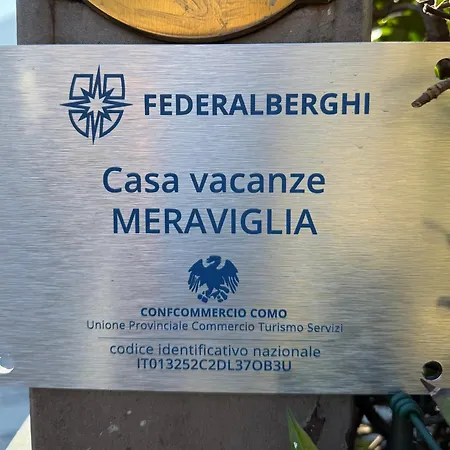 FEDERALBERGHI
Casa vacanze
MERAVIGLIA
CONFCOMMERCIO COMO
Unione Provinciale Commercio Turismo Servizi
codice identificativo nazionale
IT013252C2DL37OB3U